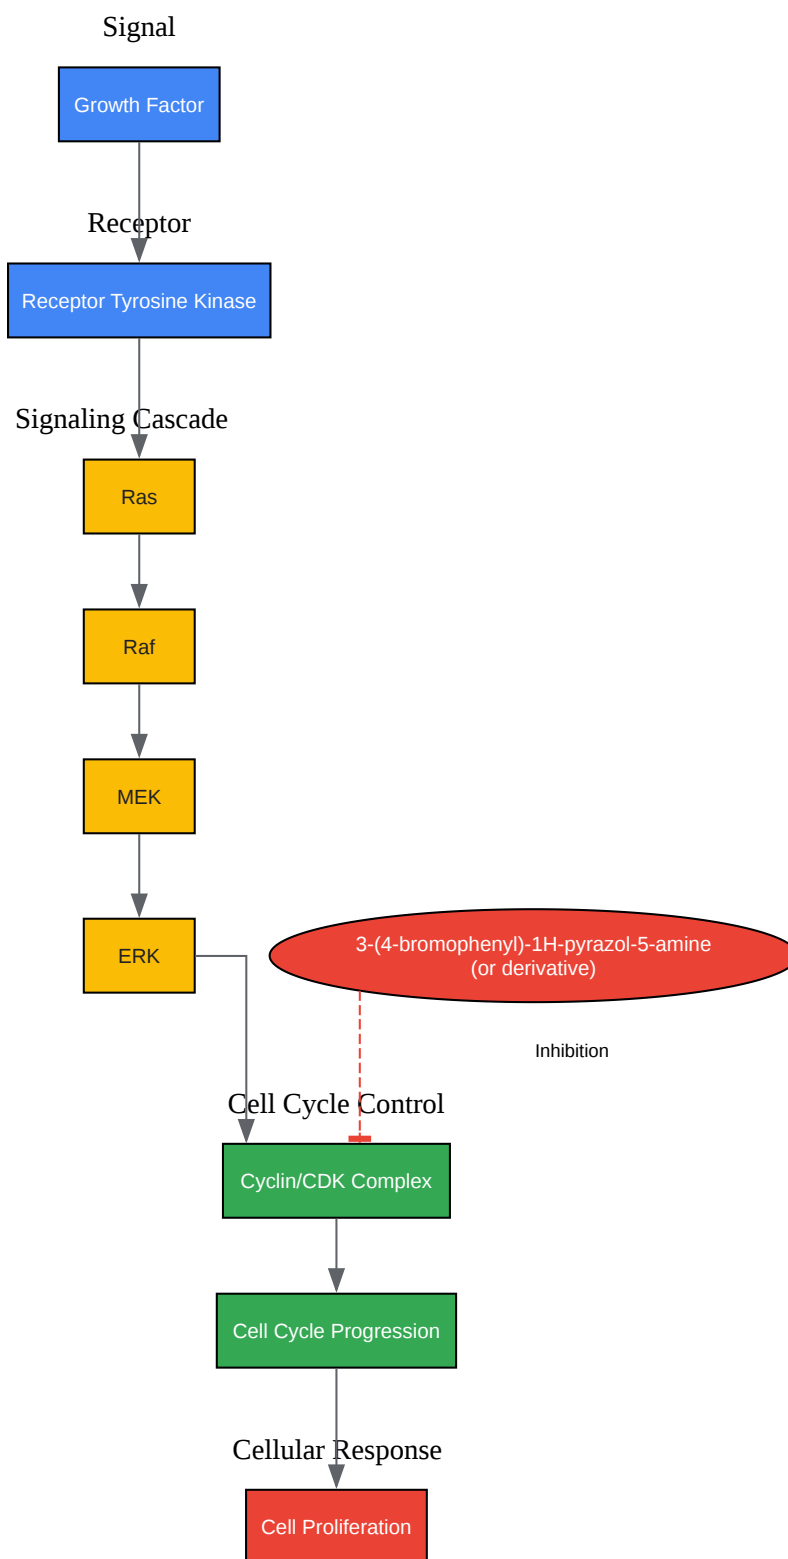 Signal
Growth Factor
Receptor
Receptor Tyrosine Kinase
Signaling Cascade
Ras
Raf
MEK
ERK
3-(4-bromophenyl)-1H-pyrazol-5-amine
(or derivative)
Inhibition
Cell Cycle Control
Cyclin/CDK Complex
Cell Cycle Progression
Cellular Response
Cell Proliferation